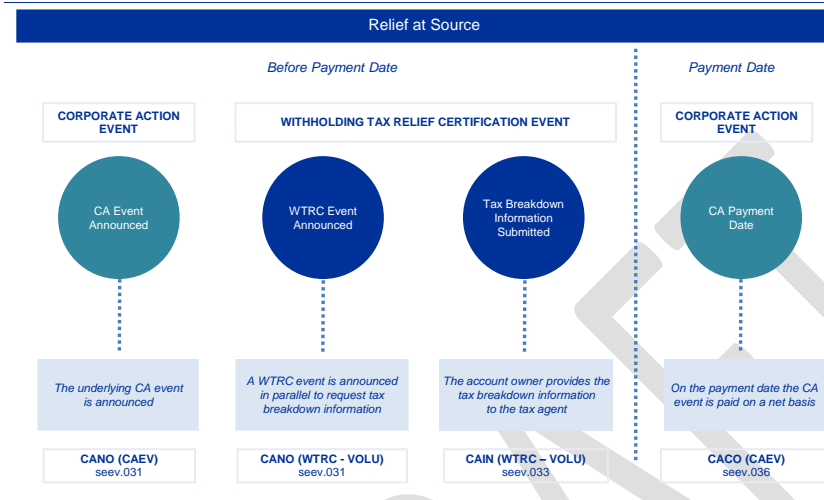 Relief at Source
Before Payment Date
Payment Date
CORPORATE ACTION
EVENT
WITHHOLDING TAX RELIEF CERTIFICATION EVENT
CORPORATE ACTION
EVENT
CA Event
Announced
WTRC Event
Announced
Tax Breakdown
Information
Submitted
CA Payment
Date
The underlying CA event
is announced
A WTRC event is announced
in parallel to request tax
breakdown information
The account owner provides the
tax breakdown information
to the tax agent
On the payment date the CA
event is paid on a net basis
CANO (CAEV)
seev.031
CANO (WTRC - VOLU)
seev.031
CAIN (WTRC – VOLU)
seev.033
CACO (CAEV)
seev.036